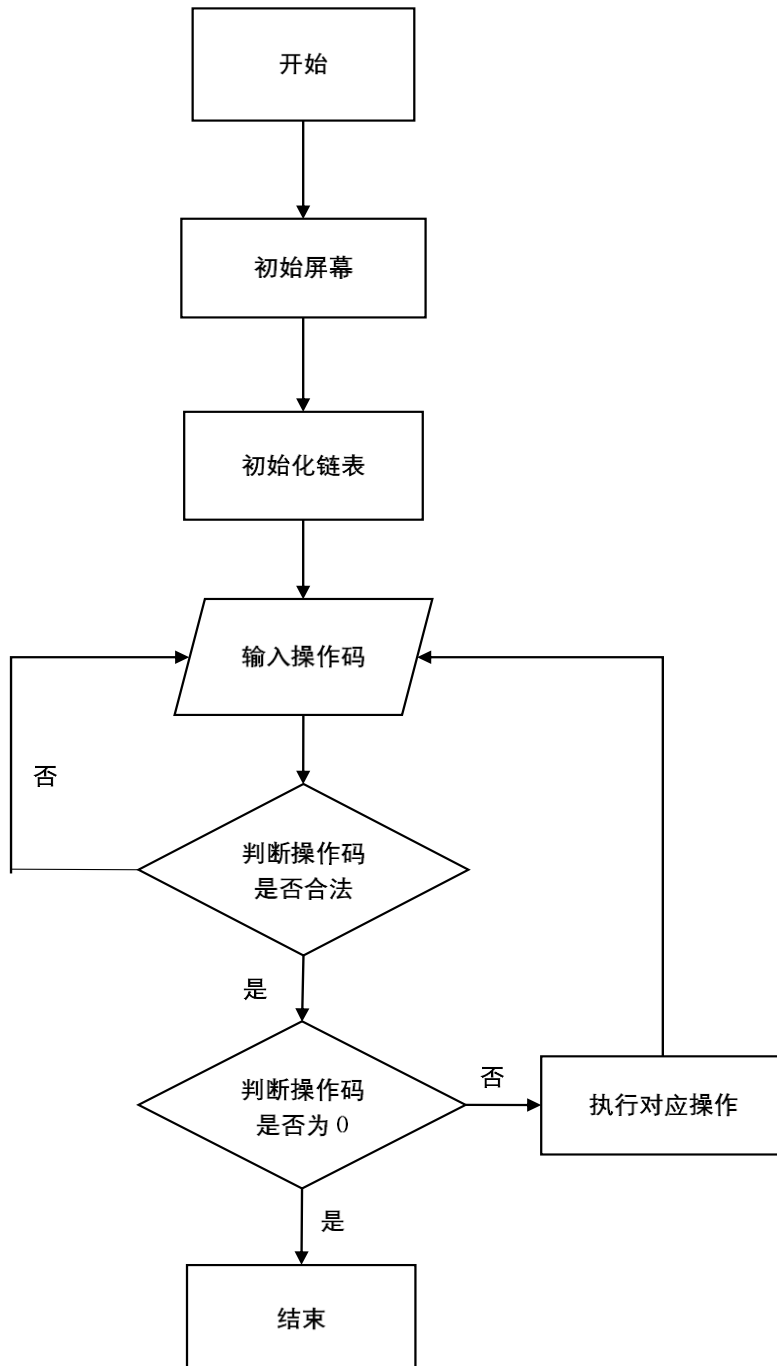 开始
初始屏幕
初始化链表
输入操作码
否
判断操作码
是否合法
是
判断操作码
是否为 0
否
执行对应操作
是
结束